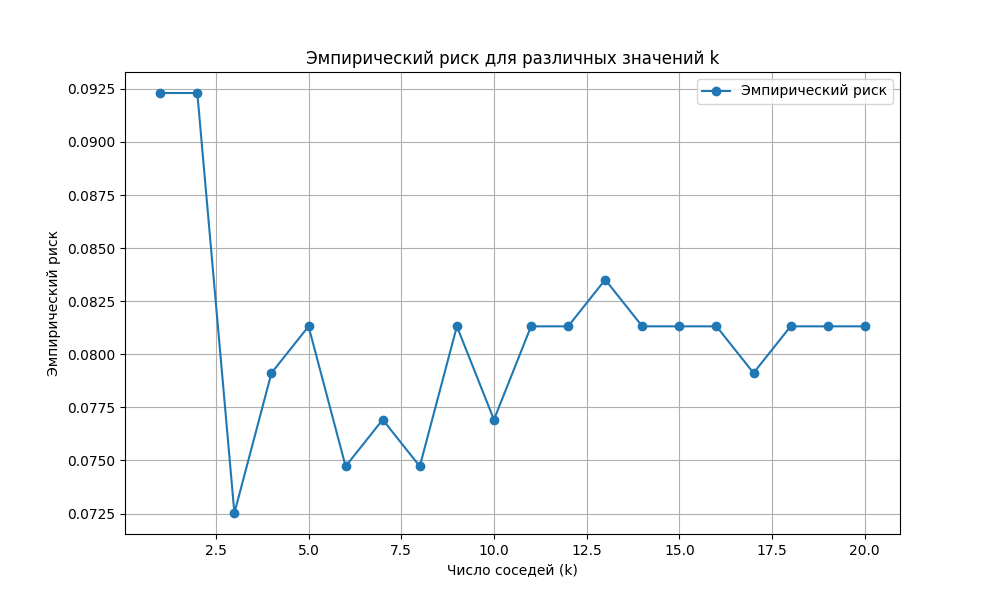 Эмпирический риск для различных значений k
Эмпирический риск
0.0925
0.0900
0.0875
0.0850
0.0825
0.0800
0.0775
0.0750
0.0725
Эмпирический риск
2.5 5.0 7.5 10.0 12.5 15.0 17.5 20.0
Число соседей (k)